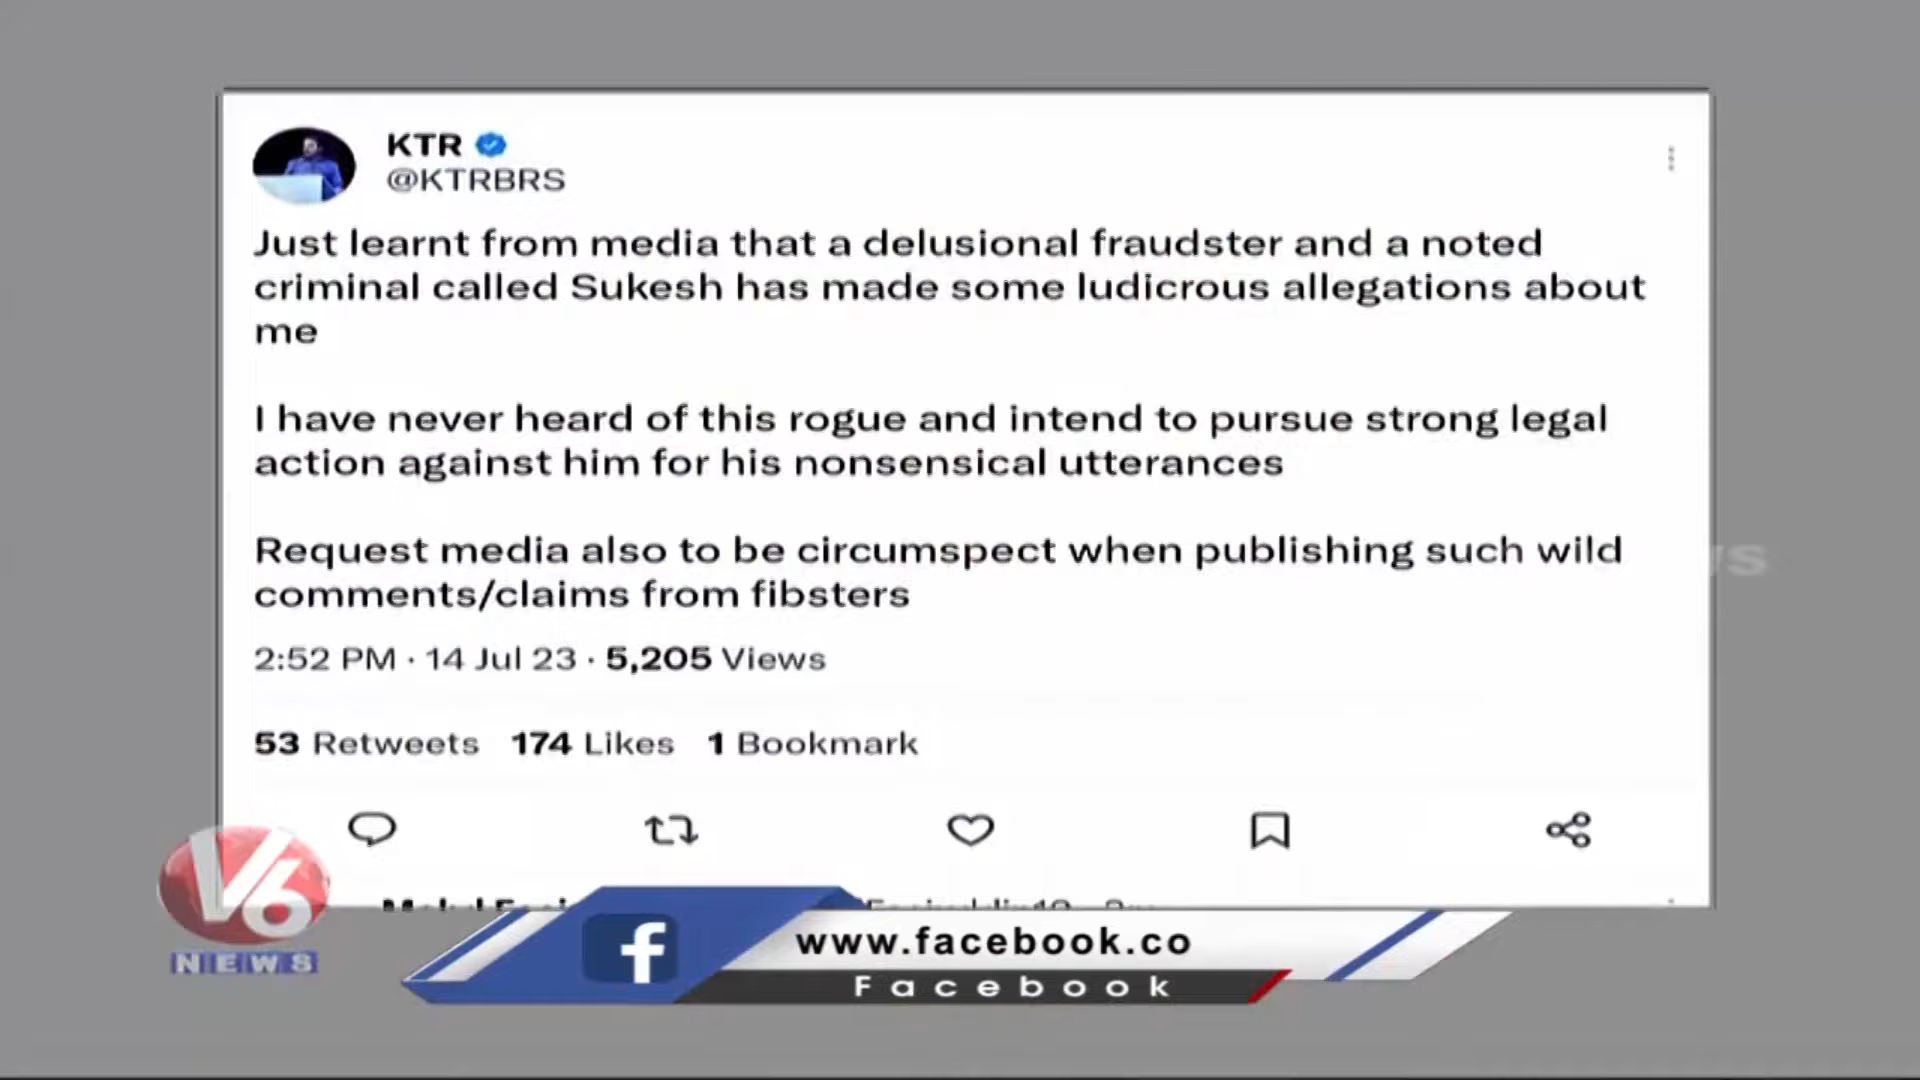 KTR
@KTRBRS
Just learnt from media that a delusional fraudster and a noted
criminal called Sukesh has made some ludicrous allegations about
me
I have never heard of this rogue and intend to pursue strong legal
action against him for his nonsensical utterances
Request media also to be circumspect when publishing such wild
comments/claims from fibsters
2:52 PM · 14 Jul 23 · 5,205 Views
53 Retweets 174 Likes 1 Bookmark
V6
NEWS
f
www.facebook.co
Facebook